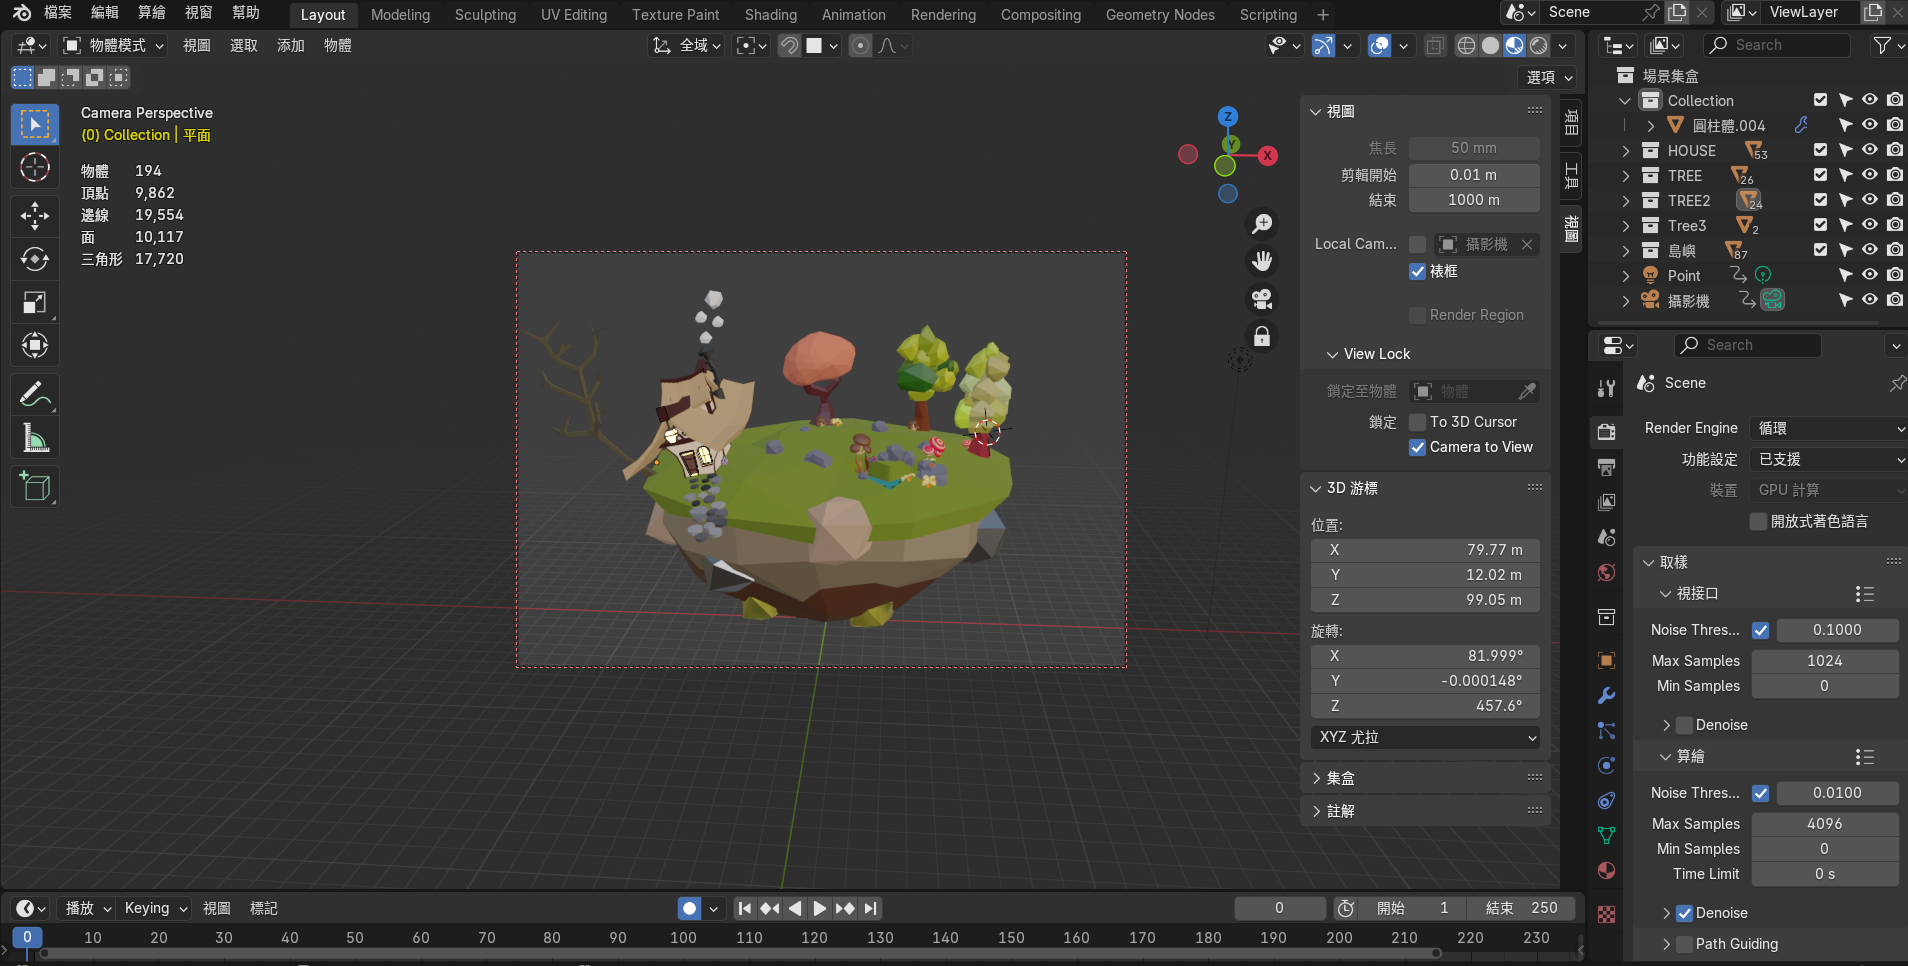 檔案 編輯 算繪 視窗 幫助 Layout Modeling Sculpting UV Editing Texture Paint Shading Animation Rendering Compositing Geometry Nodes Scripting + Scene ViewLayer
物體模式 視圖 選取 添加 物體 全域 Search
選項
場景集盒
Camera Perspective
(0) Collection | 平面
物體 194
頂點 9,862
邊線 19,554
面 10,117
三角形 17,720
Z
Y
X
視圖
焦長 50 mm
剪輯開始 0.01 m
結束 1000 m
Local Cam... 攝影機
裱框
Render Region
View Lock
鎖定至物體 物體
鎖定 To 3D Cursor
Camera to View
3D 游標
位置:
X 79.77 m
Y 12.02 m
Z 99.05 m
旋轉:
X 81.999°
Y -0.000148°
Z 457.6°
XYZ 尤拉
集盒
註解
項目
工具
視圖
Collection
圓柱體.004
HOUSE 53
TREE 26
TREE2 24
Tree3 2
島嶼 87
Point
攝影機
Search
Scene
Render Engine 循環
功能設定 已支援
裝置 GPU 計算
開放式著色語言
取樣
視接口
Noise Thres... 0.1000
Max Samples 1024
Min Samples 0
Denoise
算繪
Noise Thres... 0.0100
Max Samples 4096
Min Samples 0
Time Limit 0 s
Denoise
Path Guiding
播放 Keying 視圖 標記 0 開始 1 結束 250
0 10 20 30 40 50 60 70 80 90 100 110 120 130 140 150 160 170 180 190 200 210 220 230